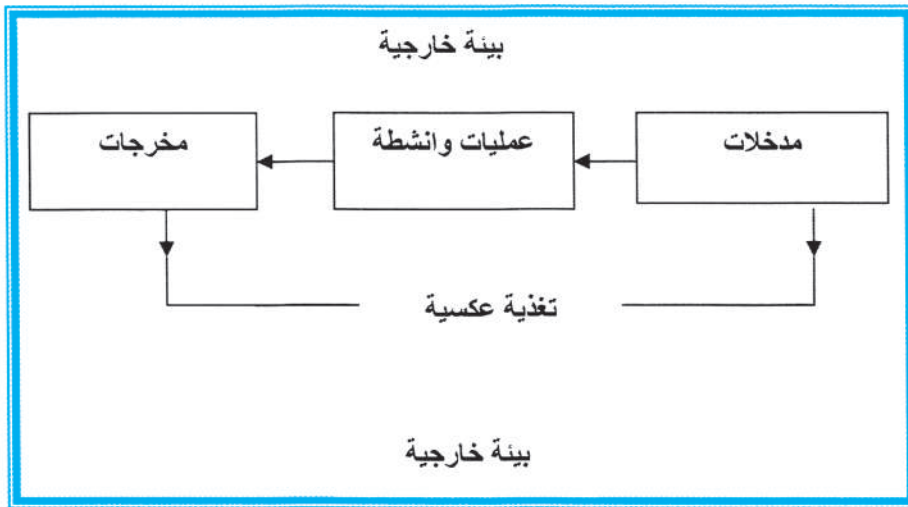 بيئة خارجية
مدخلات
عمليات وانشطة
مخرجات
تغذية عكسية
بيئة خارجية